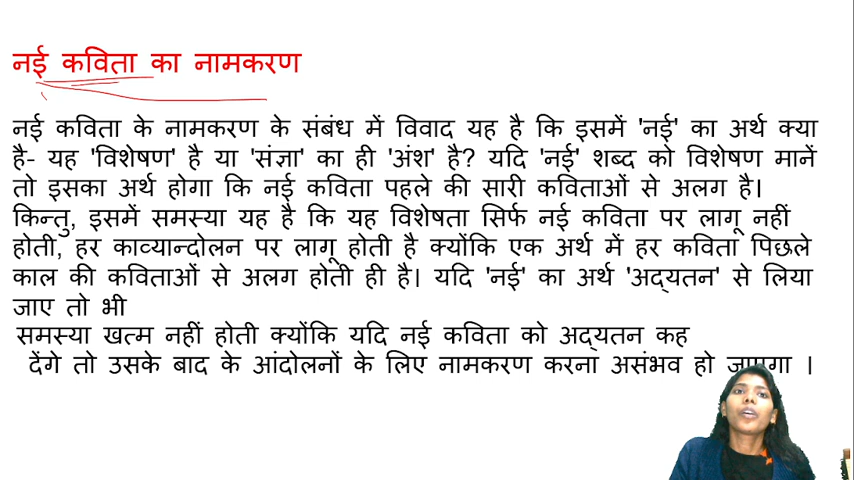 नई कविता का नामकरण
नई कविता के नामकरण के संबंध में विवाद यह है कि इसमें 'नई' का अर्थ क्या
है- यह 'विशेषण' है या 'संज्ञा' का ही 'अंश' है? यदि 'नई' शब्द को विशेषण मानें
तो इसका अर्थ होगा कि नई कविता पहले की सारी कविताओं से अलग है।
किन्तु, इसमें समस्या यह है कि यह विशेषता सिर्फ नई कविता पर लागू नहीं
होती, हर काव्यान्दोलन पर लागू होती है क्योंकि एक अर्थ में हर कविता पिछले
काल की कविताओं से अलग होती ही है। यदि 'नई' का अर्थ 'अद्यतन' से लिया
जाए तो भी
समस्या खत्म नहीं होती क्योंकि यदि नई कविता को अद्यतन कह
देंगे तो उसके बाद के आंदोलनों के लिए नामकरण करना असंभव हो जाएगा ।